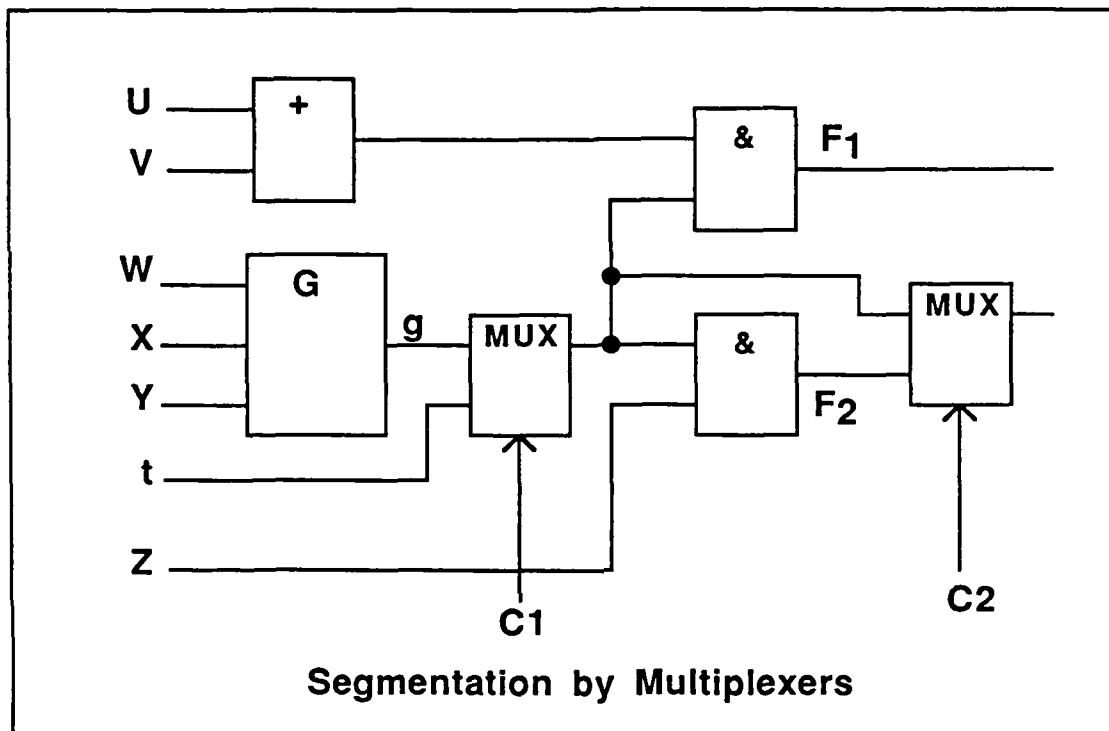 U
+
V
&
F1
W
G
X
g
MUX
&
MUX
Y
F2
t
Z
C1
C2
Segmentation by Multiplexers